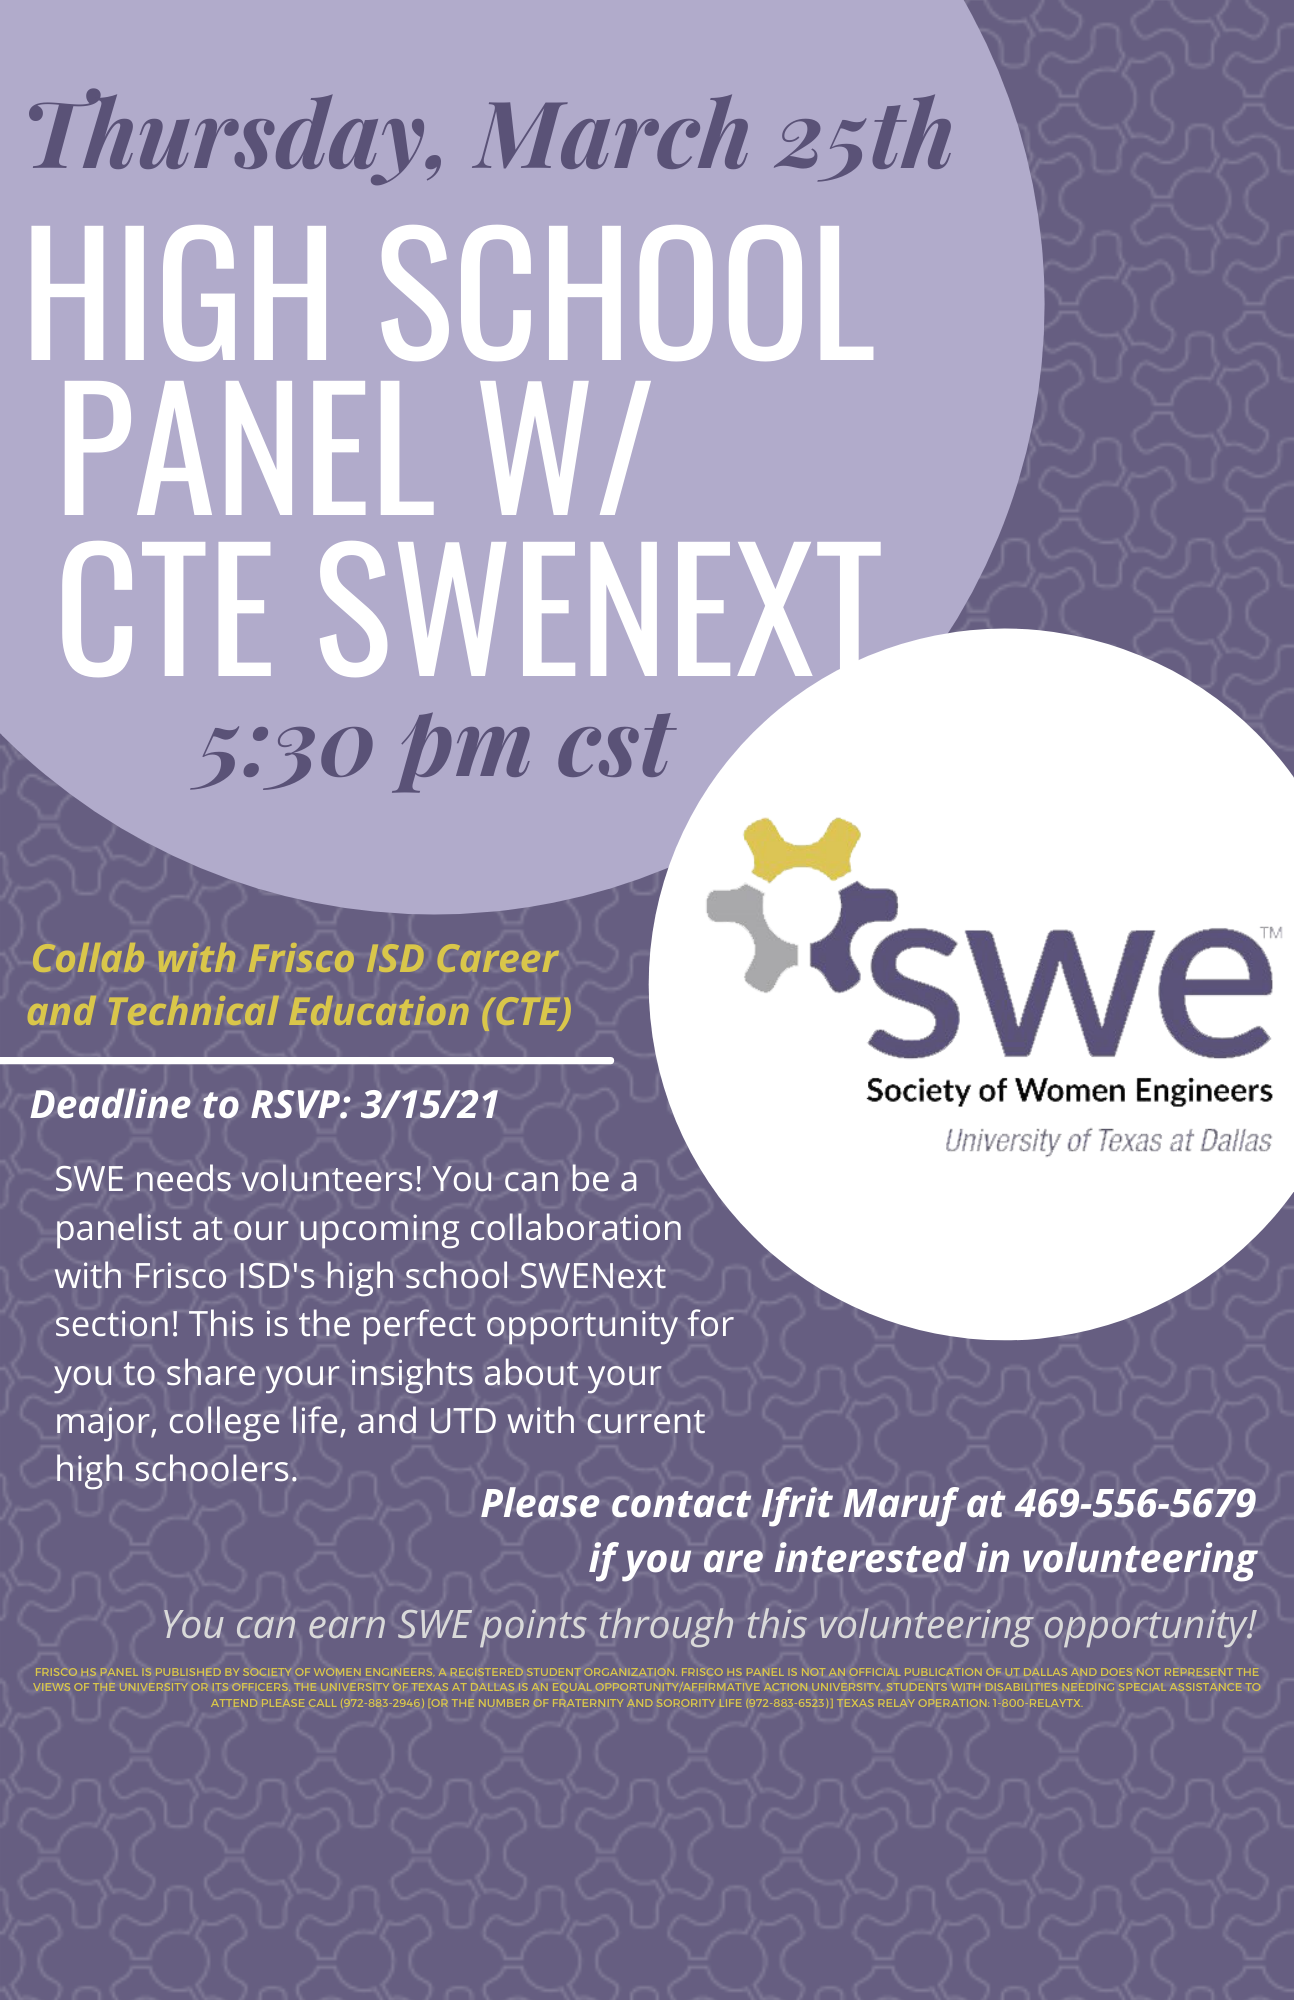 Thursday, March 25th
HIGH SCHOOL
PANEL W/
CTE SWENEXT
5:30 pm cst
swe™
Society of Women Engineers
University of Texas at Dallas
Collab with Frisco ISD Career
and Technical Education (CTE)
Deadline to RSVP: 3/15/21
SWE needs volunteers! You can be a
panelist at our upcoming collaboration
with Frisco ISD's high school SWENext
section! This is the perfect opportunity for
you to share your insights about your
major, college life, and UTD with current
high schoolers.
Please contact Ifrit Maruf at 469-556-5679
if you are interested in volunteering
You can earn SWE points through this volunteering opportunity!
FRISCO HS PANEL IS PUBLISHED BY SOCIETY OF WOMEN ENGINEERS, A REGISTERED STUDENT ORGANIZATION. FRISCO HS PANEL IS NOT AN OFFICIAL PUBLICATION OF UT DALLAS AND DOES NOT REPRESENT THE
VIEWS OF THE UNIVERSITY OR ITS OFFICERS. THE UNIVERSITY OF TEXAS AT DALLAS IS AN EQUAL OPPORTUNITY/AFFIRMATIVE ACTION UNIVERSITY. STUDENTS WITH DISABILITIES NEEDING SPECIAL ASSISTANCE TO
ATTEND PLEASE CALL (972-883-2946) [OR THE NUMBER OF FRATERNITY AND SORORITY LIFE (972-883-6523)] TEXAS RELAY OPERATION: 1-800-RELAYTX.